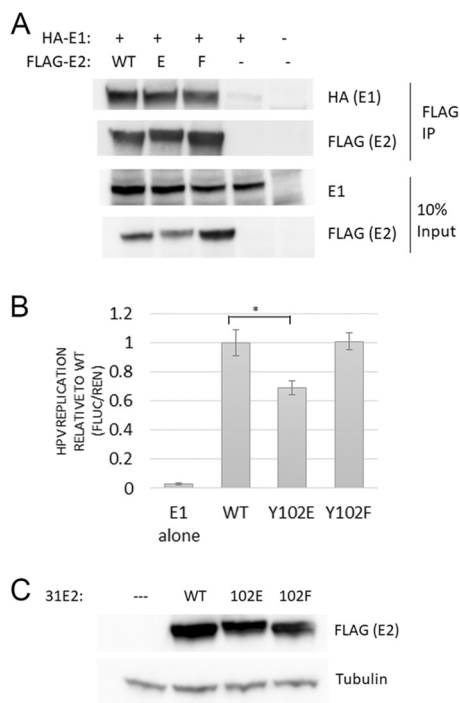 A
HA-E1: + + + + -
FLAG-E2: WT E F - -
HA (E1)
FLAG (E2)
FLAG
IP
E1
FLAG (E2)
10%
Input
B
HPV REPLICATION
RELATIVE TO WT
(FLUC/REN)
1.2
1
0.8
0.6
0.4
0.2
0
*
E1
alone
WT
Y102E
Y102F
C
31E2: --- WT 102E 102F
FLAG (E2)
Tubulin